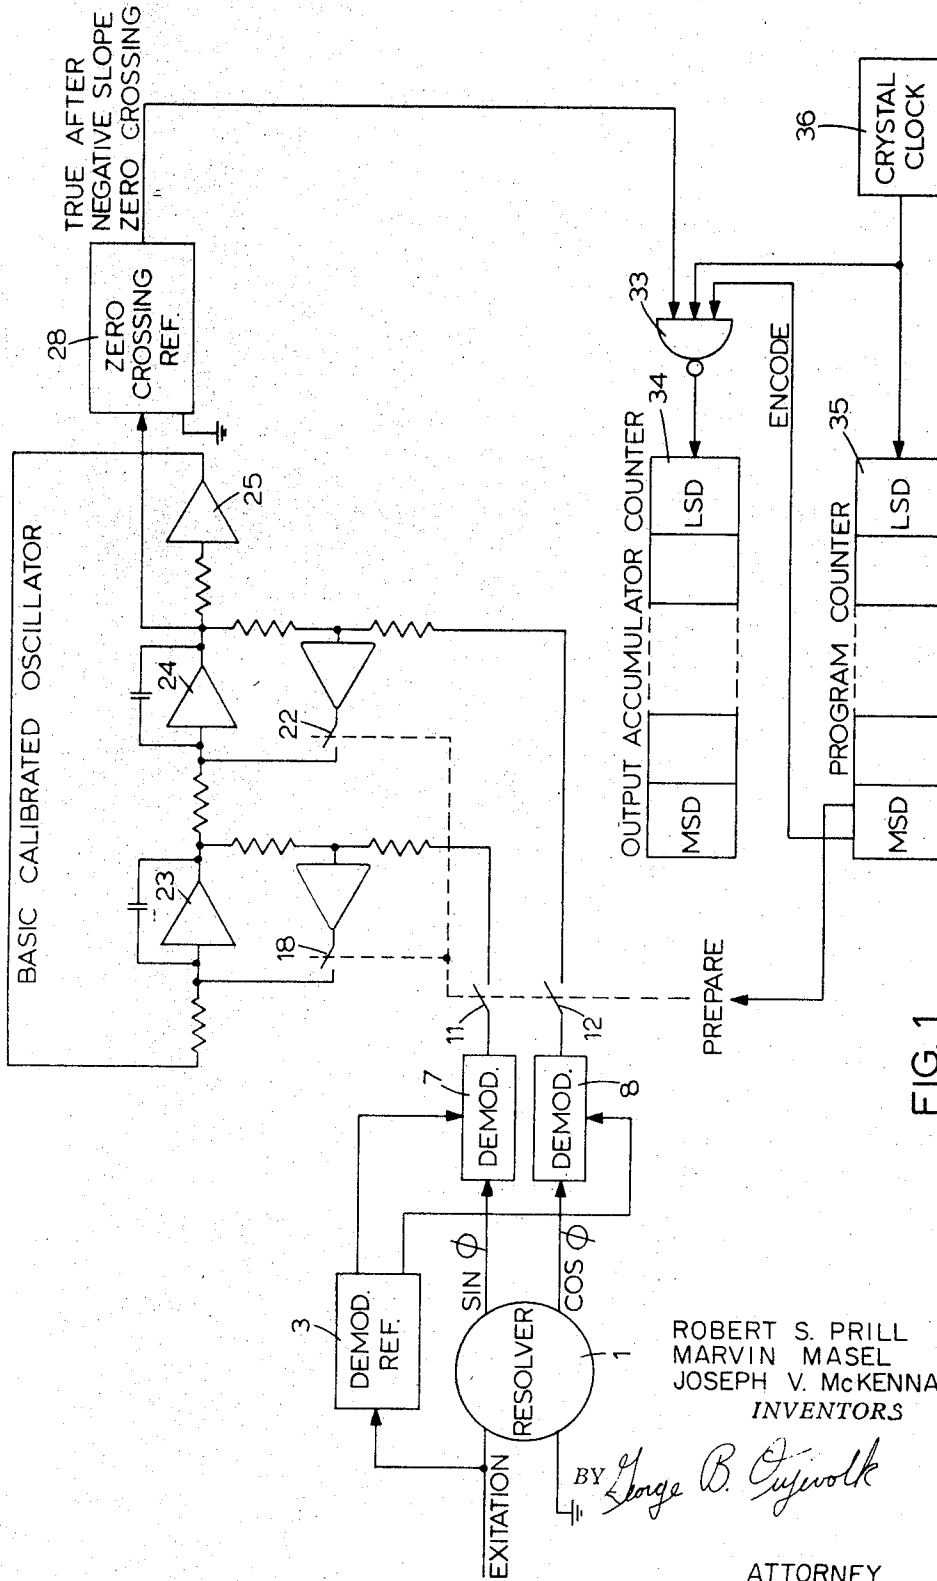 TRUE AFTER
NEGATIVE SLOPE
ZERO CROSSING
28
ZERO
CROSSING
REF.
BASIC CALIBRATED OSCILLATOR
23
24
25
18
22
36
CRYSTAL
CLOCK
33
34
OUTPUT ACCUMULATOR COUNTER
MSD
LSD
ENCODE
35
PROGRAM COUNTER
MSD
LSD
PREPARE
11
12
7
DEMOD.
8
DEMOD.
3
DEMOD.
REF.
SIN Φ
COS Φ
RESOLVER
1
EXITATION
FIG. 1
ROBERT S. PRILL
MARVIN MASEL
JOSEPH V. McKENNA
INVENTORS
BY George B.
ATTORNEY